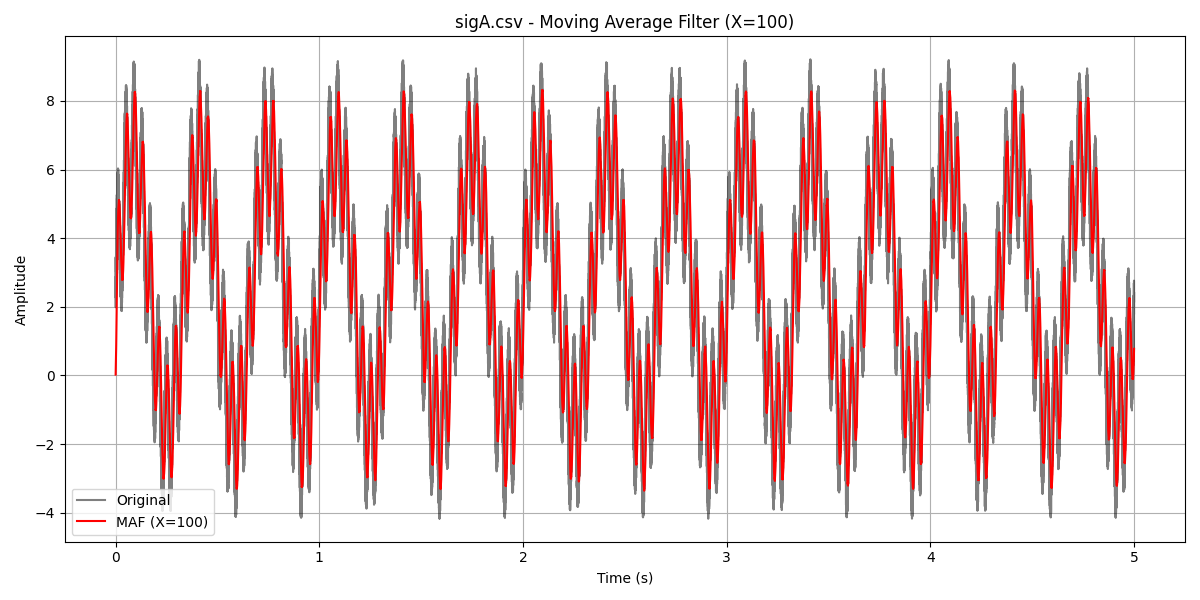 sigA.csv - Moving Average Filter (X=100)
Amplitude
8
6
4
2
0
−2
−4
Original
MAF (X=100)
0 1 2 3 4 5
Time (s)